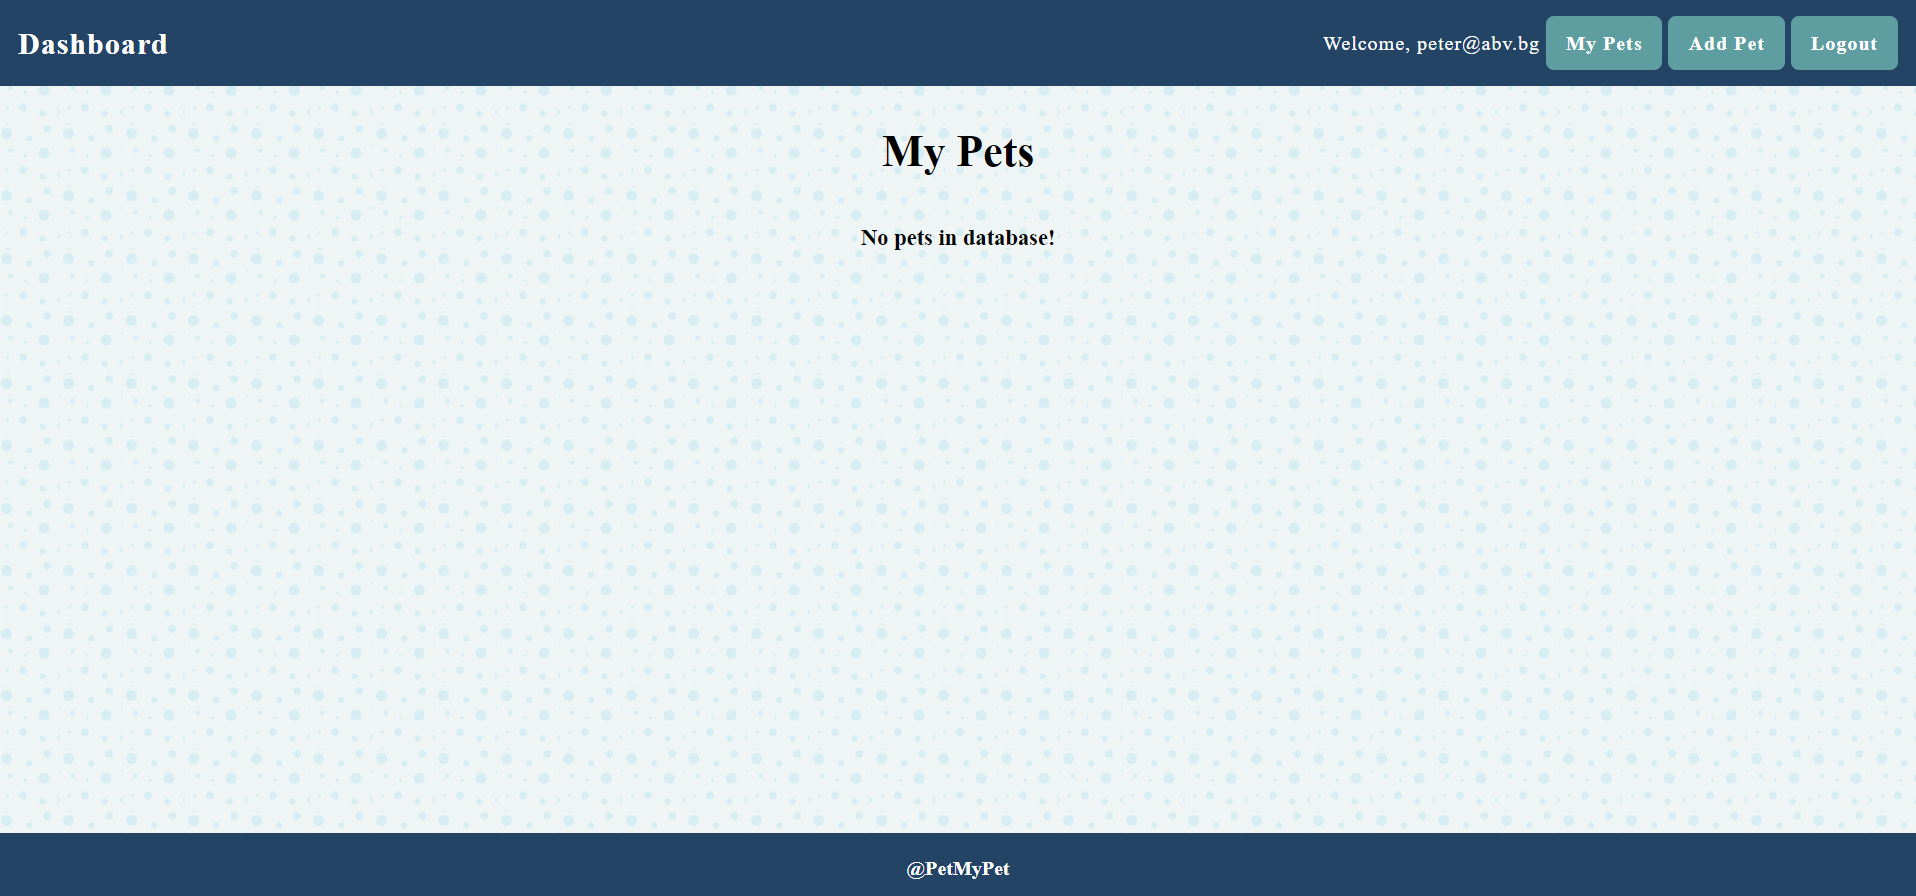 Dashboard
Welcome, peter@abv.bg My Pets Add Pet Logout
My Pets
No pets in database!
@PetMyPet